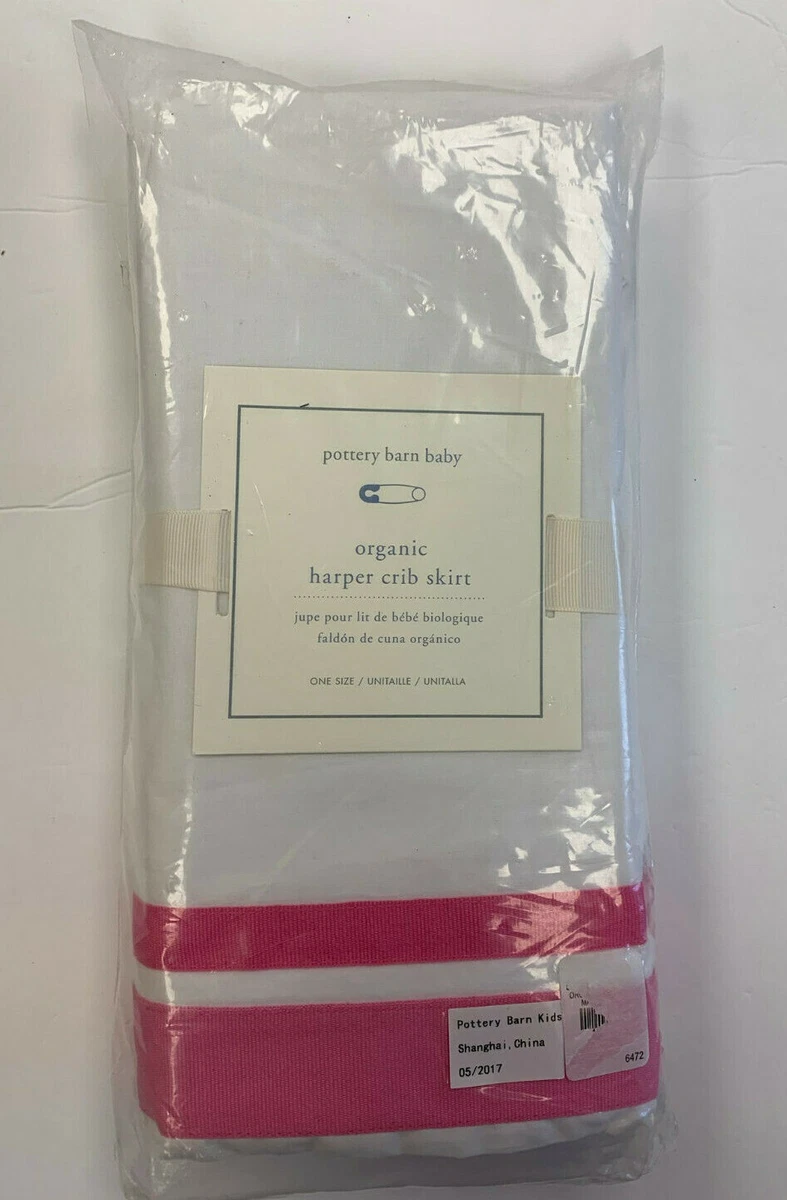 pottery barn baby
organic
harper crib skirt
jupe pour lit de bébé biologique
faldón de cuna orgánico
ONE SIZE / UNITAILLE / UNITALLA
Pottery Barn Kids
Shanghai, China
05/2017
6472